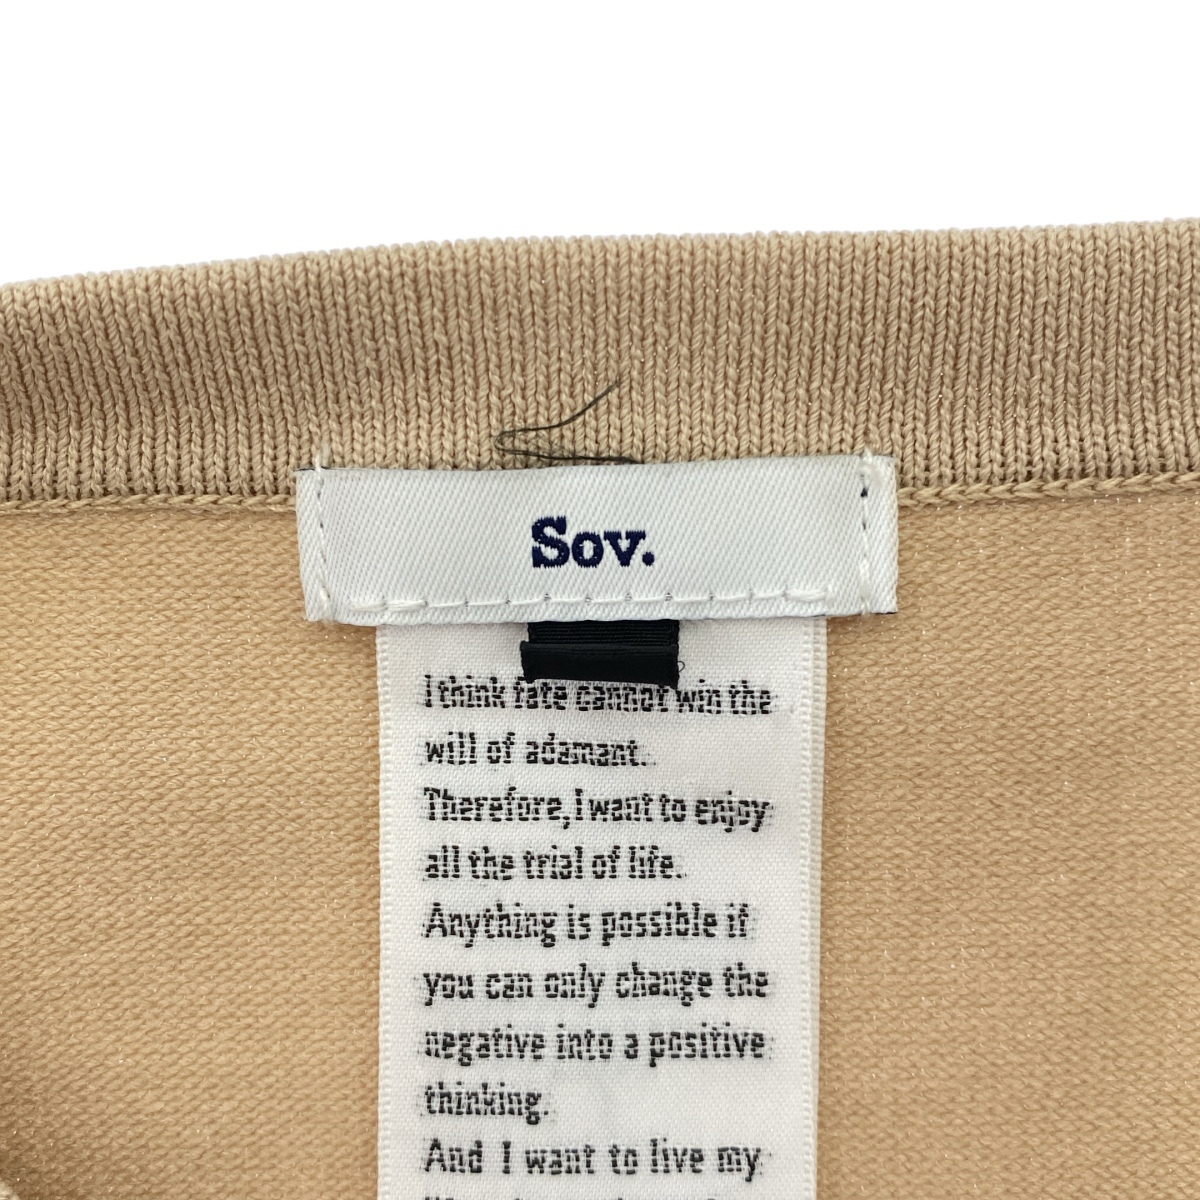 Sov.
I think fate cannot win the
will of adamant.
Therefore, I want to enjoy
all the trial of life.
Anything is possible if
you can only change the
negative into a positive
thinking.
And I want to live my